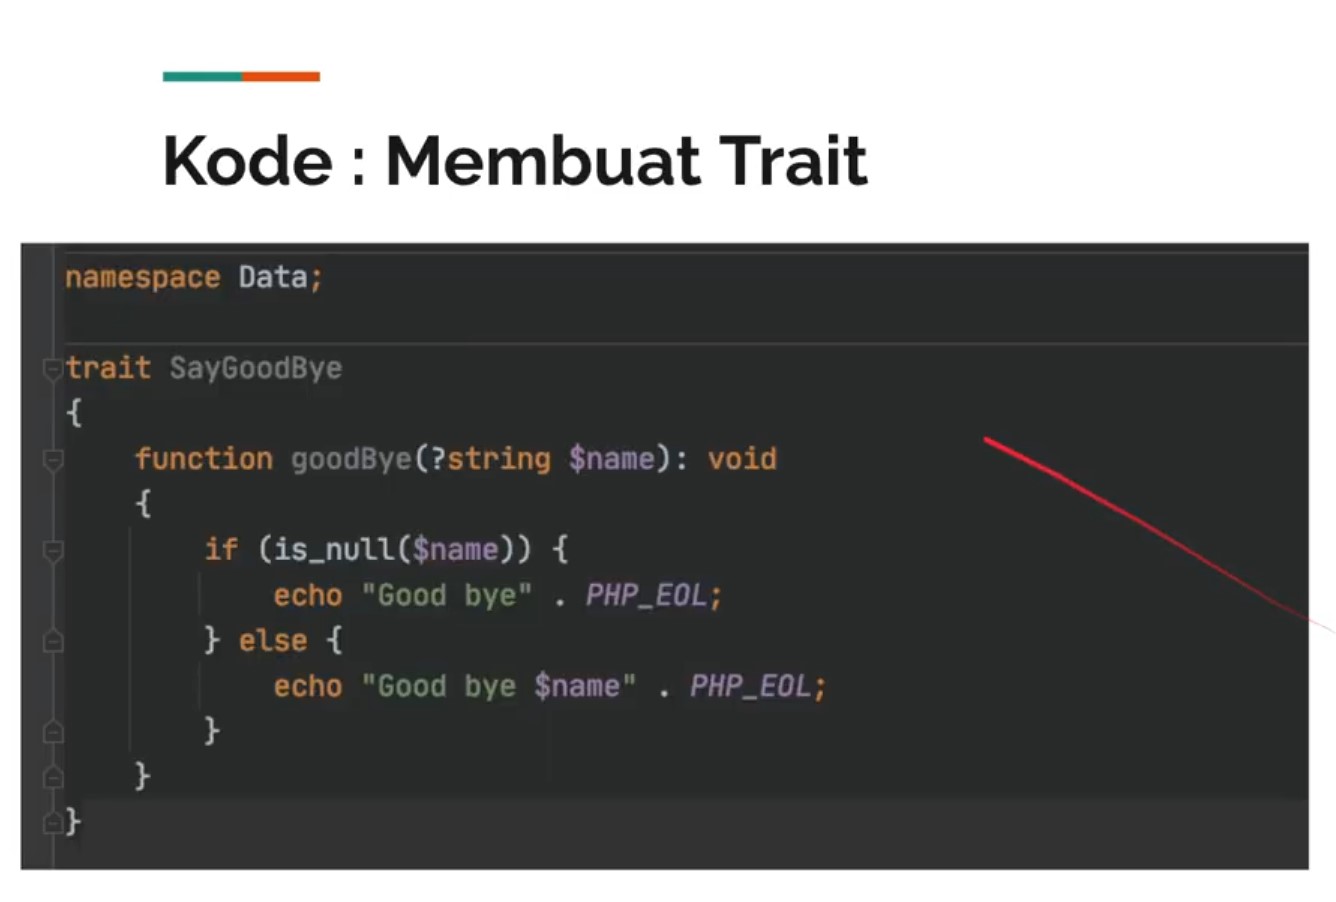 Kode : Membuat Trait
namespace Data;
trait SayGoodBye
{
    function goodBye(?string $name): void
    {
        if (is_null($name)) {
            echo "Good bye" . PHP_EOL;
        } else {
            echo "Good bye $name" . PHP_EOL;
        }
    }
}